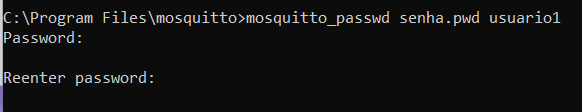 C:\Program Files\mosquitto>mosquitto_passwd senha.pwd usuario1
Password:
Reenter password: